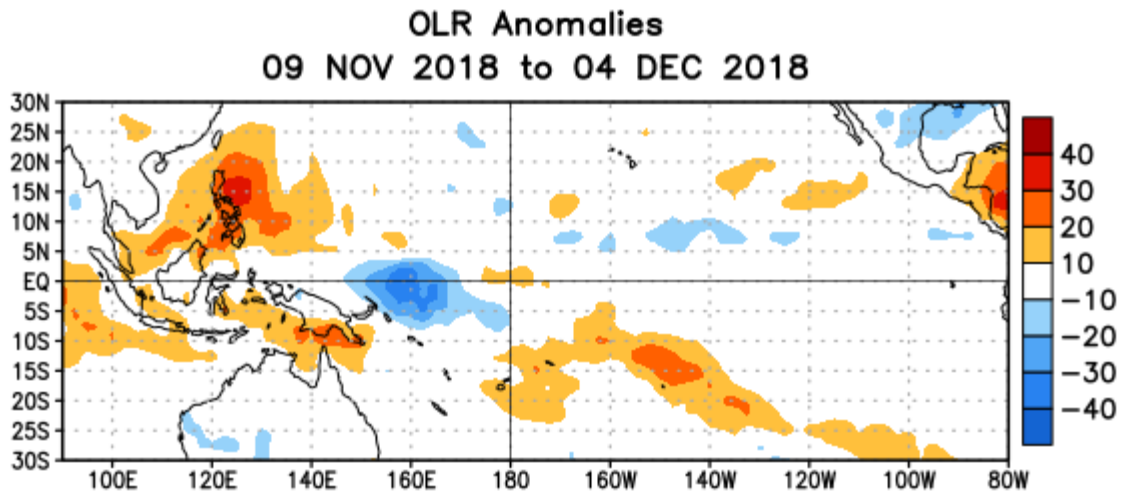 OLR Anomalies
09 NOV 2018 to 04 DEC 2018
30N
25N
20N
15N
10N
5N
EQ
5S
10S
15S
20S
25S
30S
100E 120E 140E 160E 180 160W 140W 120W 100W 80W
40
30
20
10
-10
-20
-30
-40